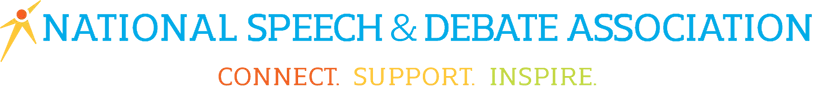 NATIONAL SPEECH & DEBATE ASSOCIATION
CONNECT. SUPPORT. INSPIRE.